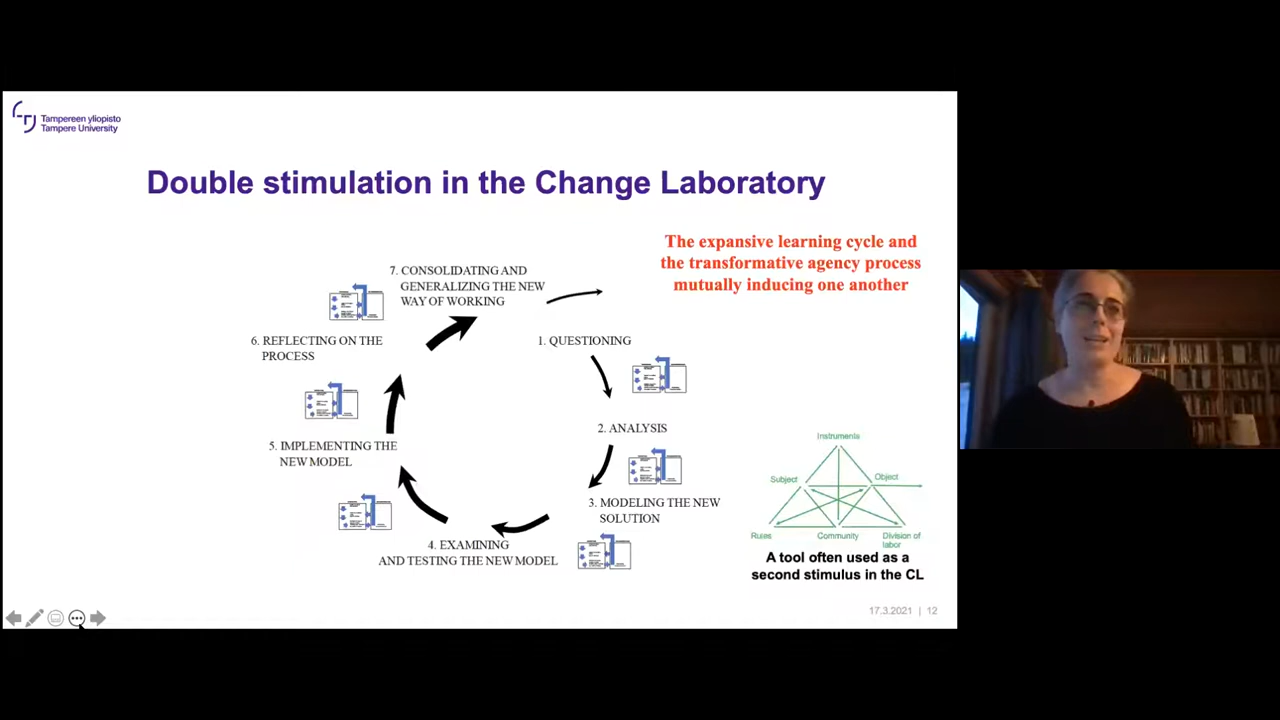 Tampereen yliopisto
Tampere University
Double stimulation in the Change Laboratory
The expansive learning cycle and
the transformative agency process
mutually inducing one another
7. CONSOLIDATING AND
GENERALIZING THE NEW
WAY OF WORKING
6. REFLECTING ON THE
PROCESS
1. QUESTIONING
2. ANALYSIS
5. IMPLEMENTING THE
NEW MODEL
3. MODELING THE NEW
SOLUTION
4. EXAMINING
AND TESTING THE NEW MODEL
Instruments
Subject
Object
Rules
Community
Division of
labor
A tool often used as a
second stimulus in the CL
17.3.2021 | 12